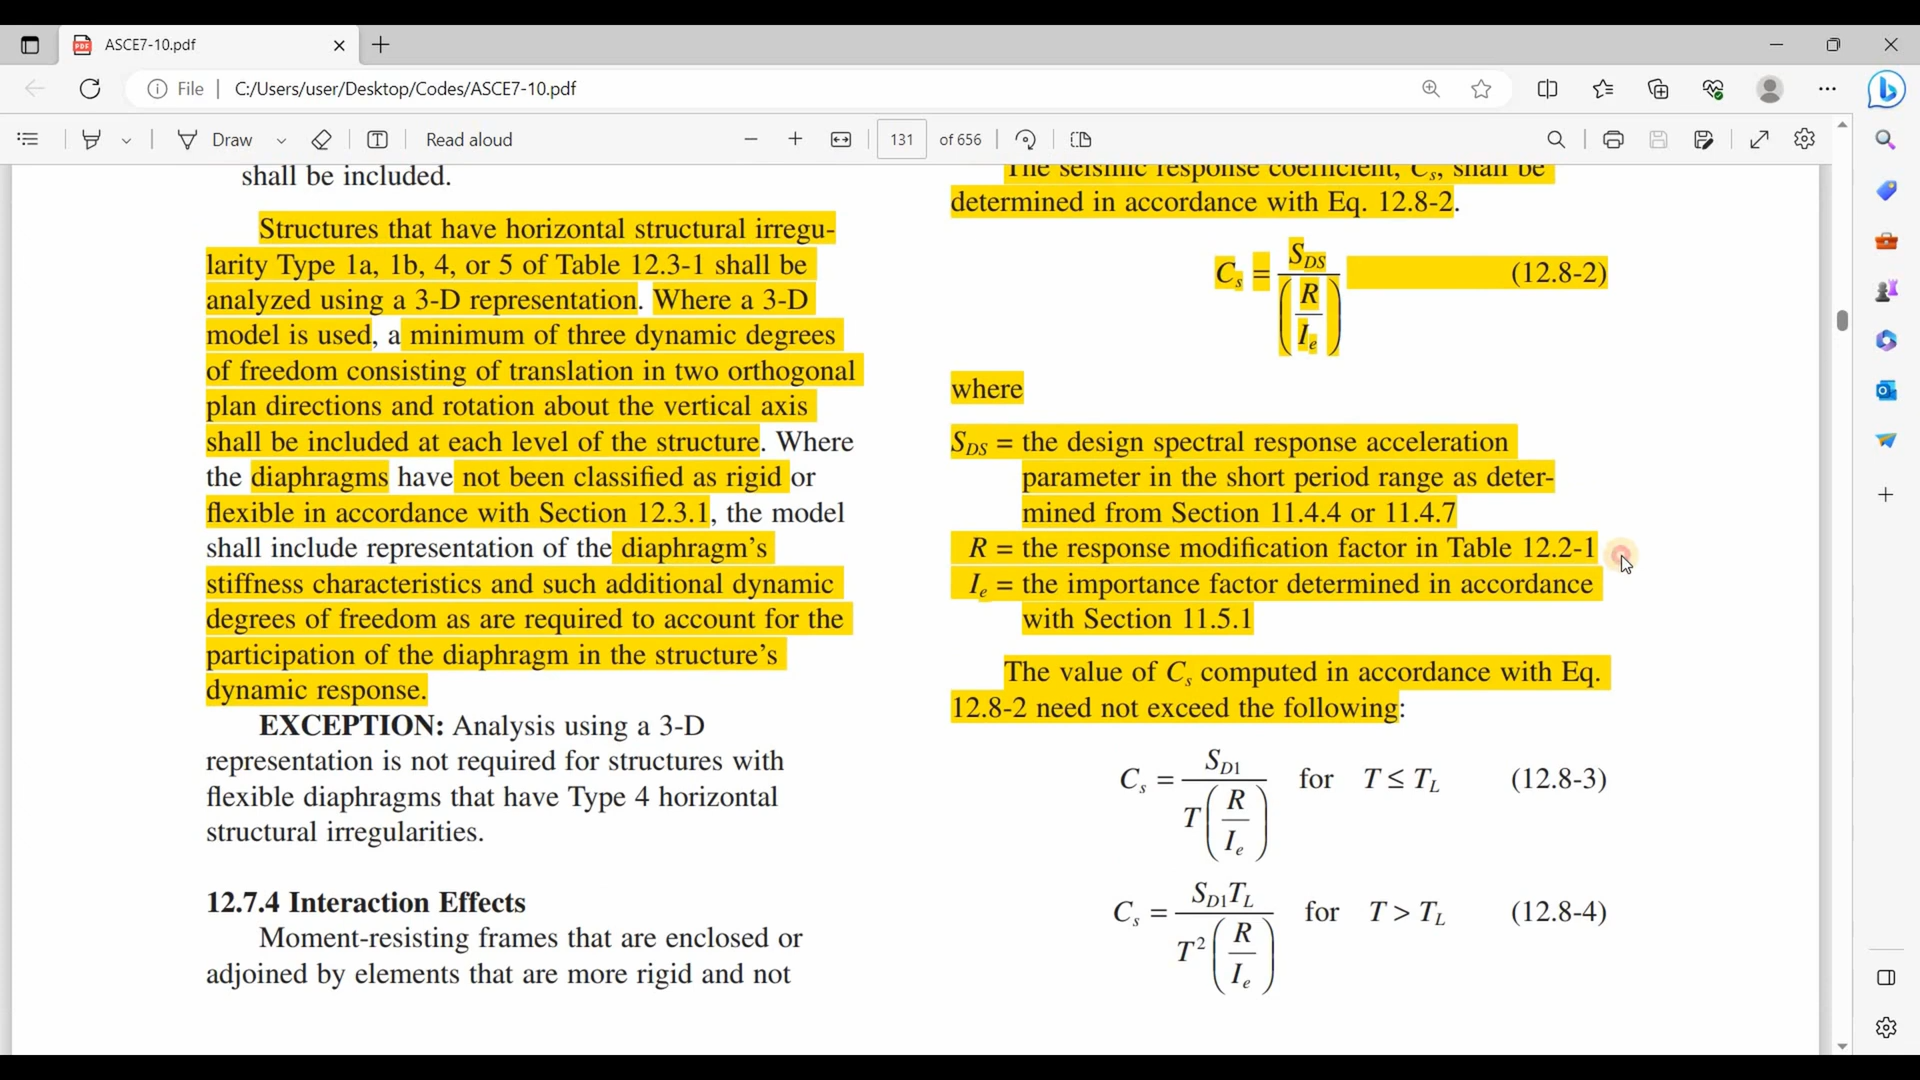 ASCE7-10.pdf
File
C:/Users/user/Desktop/Codes/ASCE7-10.pdf
Draw
Read aloud
131 of 656
shall be included.
Structures that have horizontal structural irregu-
larity Type 1a, 1b, 4, or 5 of Table 12.3-1 shall be
analyzed using a 3-D representation. Where a 3-D
model is used, a minimum of three dynamic degrees
of freedom consisting of translation in two orthogonal
plan directions and rotation about the vertical axis
shall be included at each level of the structure. Where
the diaphragms have not been classified as rigid or
flexible in accordance with Section 12.3.1, the model
shall include representation of the diaphragm's
stiffness characteristics and such additional dynamic
degrees of freedom as are required to account for the
participation of the diaphragm in the structure's
dynamic response.
EXCEPTION: Analysis using a 3-D
representation is not required for structures with
flexible diaphragms that have Type 4 horizontal
structural irregularities.
12.7.4 Interaction Effects
Moment-resisting frames that are enclosed or
adjoined by elements that are more rigid and not
The seismic response coefficient, Cs, shall be
determined in accordance with Eq. 12.8-2.
Cs = SDS / (R / Ie) (12.8-2)
where
SDS = the design spectral response acceleration
parameter in the short period range as deter-
mined from Section 11.4.4 or 11.4.7
R = the response modification factor in Table 12.2-1
Ie = the importance factor determined in accordance
with Section 11.5.1
The value of Cs computed in accordance with Eq.
12.8-2 need not exceed the following:
Cs = SD1 / T(R / Ie) for T ≤ TL (12.8-3)
Cs = SD1TL / T²(R / Ie) for T > TL (12.8-4)